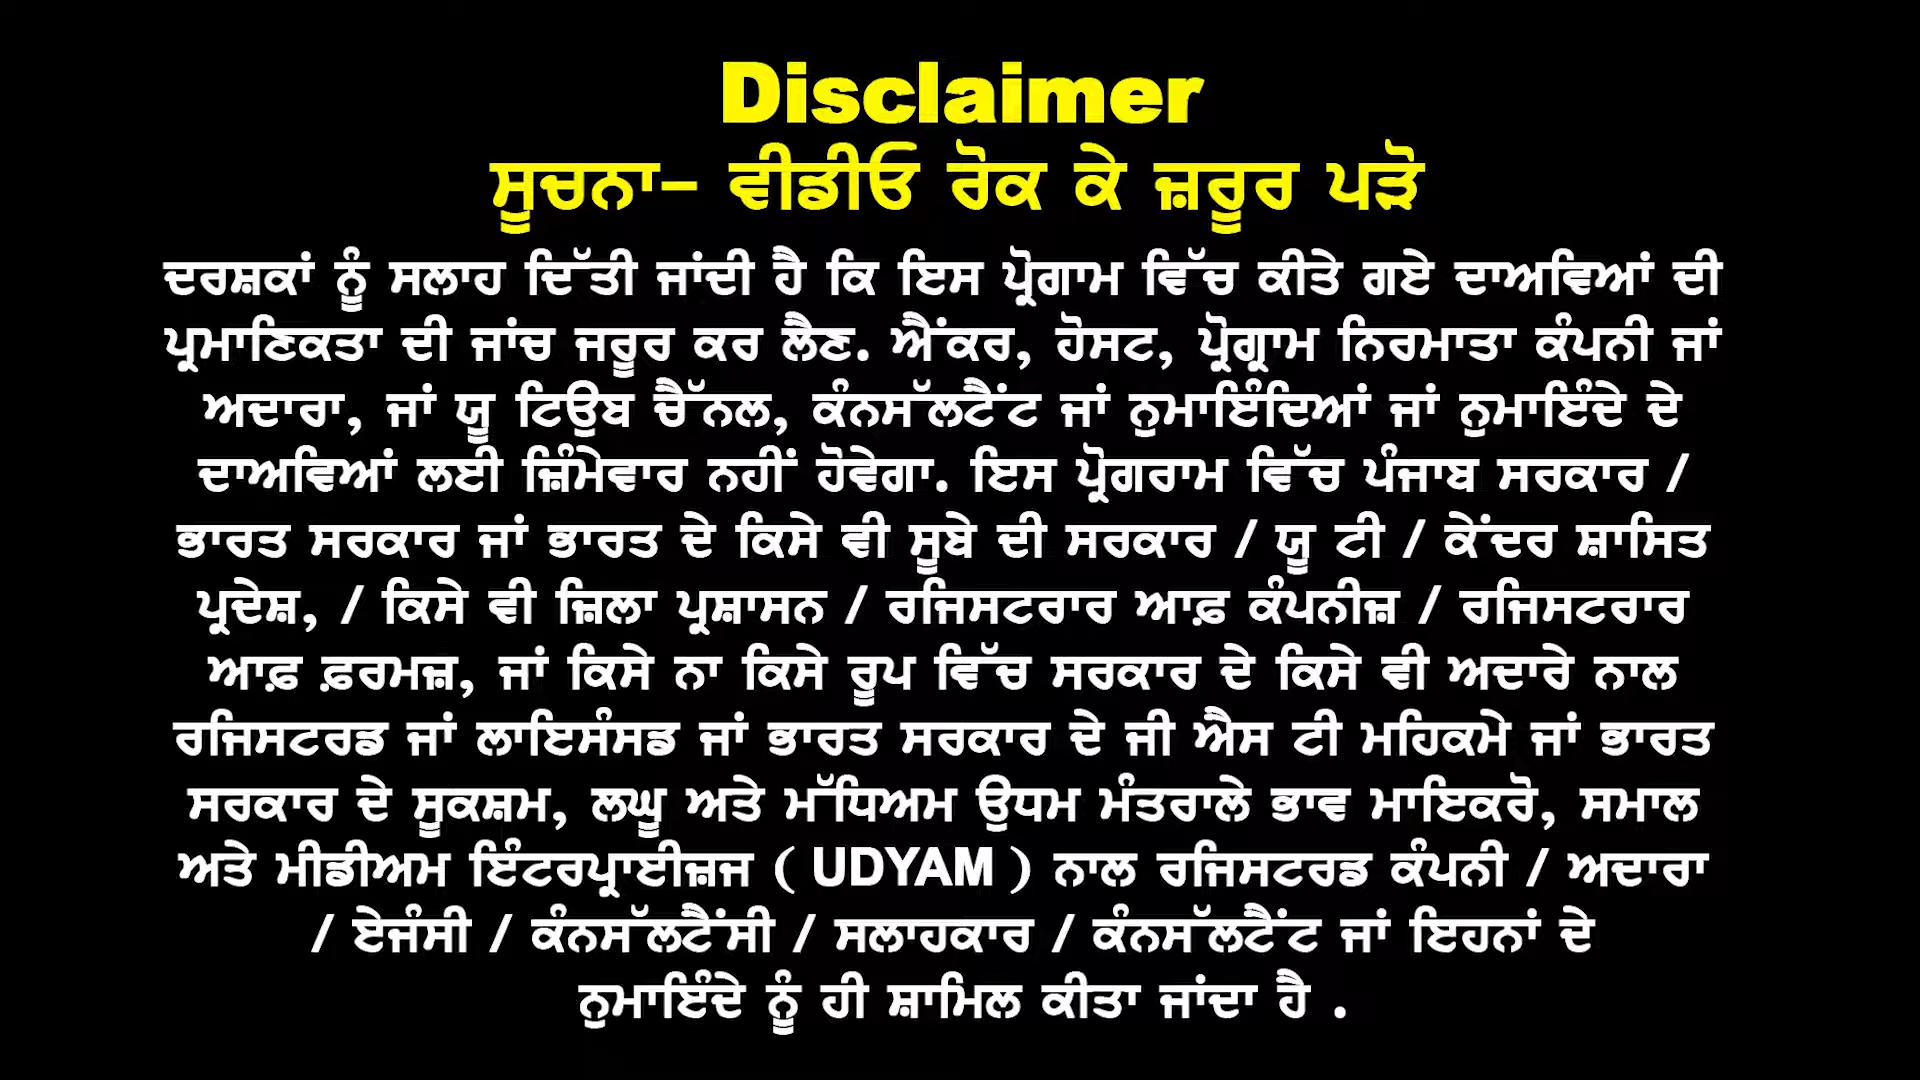 Disclaimer
ਸੂਚਨਾ- ਵੀਡੀਓ ਰੋਕ ਕੇ ਜ਼ਰੂਰ ਪੜੋ
ਦਰਸ਼ਕਾਂ ਨੂੰ ਸਲਾਹ ਦਿੱਤੀ ਜਾਂਦੀ ਹੈ ਕਿ ਇਸ ਪ੍ਰੋਗਾਮ ਵਿੱਚ ਕੀਤੇ ਗਏ ਦਾਅਵਿਆਂ ਦੀ
ਪ੍ਰਮਾਣਿਕਤਾ ਦੀ ਜਾਂਚ ਜਰੂਰ ਕਰ ਲੈਣ. ਐਂਕਰ, ਹੋਸਟ, ਪ੍ਰੋਗ੍ਰਾਮ ਨਿਰਮਾਤਾ ਕੰਪਨੀ ਜਾਂ
ਅਦਾਰਾ, ਜਾਂ ਯੂ ਟਿਉਬ ਚੈੱਨਲ, ਕੰਨਸੱਲਟੈਂਟ ਜਾਂ ਨੁਮਾਇੰਦਿਆਂ ਜਾਂ ਨੁਮਾਇੰਦੇ ਦੇ
ਦਾਅਵਿਆਂ ਲਈ ਜ਼ਿੰਮੇਵਾਰ ਨਹੀਂ ਹੋਵੇਗਾ. ਇਸ ਪ੍ਰੋਗਰਾਮ ਵਿੱਚ ਪੰਜਾਬ ਸਰਕਾਰ /
ਭਾਰਤ ਸਰਕਾਰ ਜਾਂ ਭਾਰਤ ਦੇ ਕਿਸੇ ਵੀ ਸੂਬੇ ਦੀ ਸਰਕਾਰ / ਯੂ ਟੀ / ਕੇਂਦਰ ਸ਼ਾਸਿਤ
ਪ੍ਰਦੇਸ਼, / ਕਿਸੇ ਵੀ ਜ਼ਿਲਾ ਪ੍ਰਸ਼ਾਸਨ / ਰਜਿਸਟਰਾਰ ਆਫ਼ ਕੰਪਨੀਜ਼ / ਰਜਿਸਟਰਾਰ
ਆਫ਼ ਫ਼ਰਮਜ਼, ਜਾਂ ਕਿਸੇ ਨਾ ਕਿਸੇ ਰੂਪ ਵਿੱਚ ਸਰਕਾਰ ਦੇ ਕਿਸੇ ਵੀ ਅਦਾਰੇ ਨਾਲ
ਰਜਿਸਟਰਡ ਜਾਂ ਲਾਇਸੰਸਡ ਜਾਂ ਭਾਰਤ ਸਰਕਾਰ ਦੇ ਜੀ ਐਸ ਟੀ ਮਹਿਕਮੇ ਜਾਂ ਭਾਰਤ
ਸਰਕਾਰ ਦੇ ਸੂਕਸ਼ਮ, ਲਘੂ ਅਤੇ ਮੱਧਿਅਮ ਉਧਮ ਮੰਤਰਾਲੇ ਭਾਵ ਮਾਇਕਰੋ, ਸਮਾਲ
ਅਤੇ ਮੀਡੀਅਮ ਇੰਟਰਪ੍ਰਾਈਜ਼ਜ ( UDYAM ) ਨਾਲ ਰਜਿਸਟਰਡ ਕੰਪਨੀ / ਅਦਾਰਾ
/ ਏਜੰਸੀ / ਕੰਨਸੱਲਟੈਂਸੀ / ਸਲਾਹਕਾਰ / ਕੰਨਸੱਲਟੈਂਟ ਜਾਂ ਇਹਨਾਂ ਦੇ
ਨੁਮਾਇੰਦੇ ਨੂੰ ਹੀ ਸ਼ਾਮਿਲ ਕੀਤਾ ਜਾਂਦਾ ਹੈ .